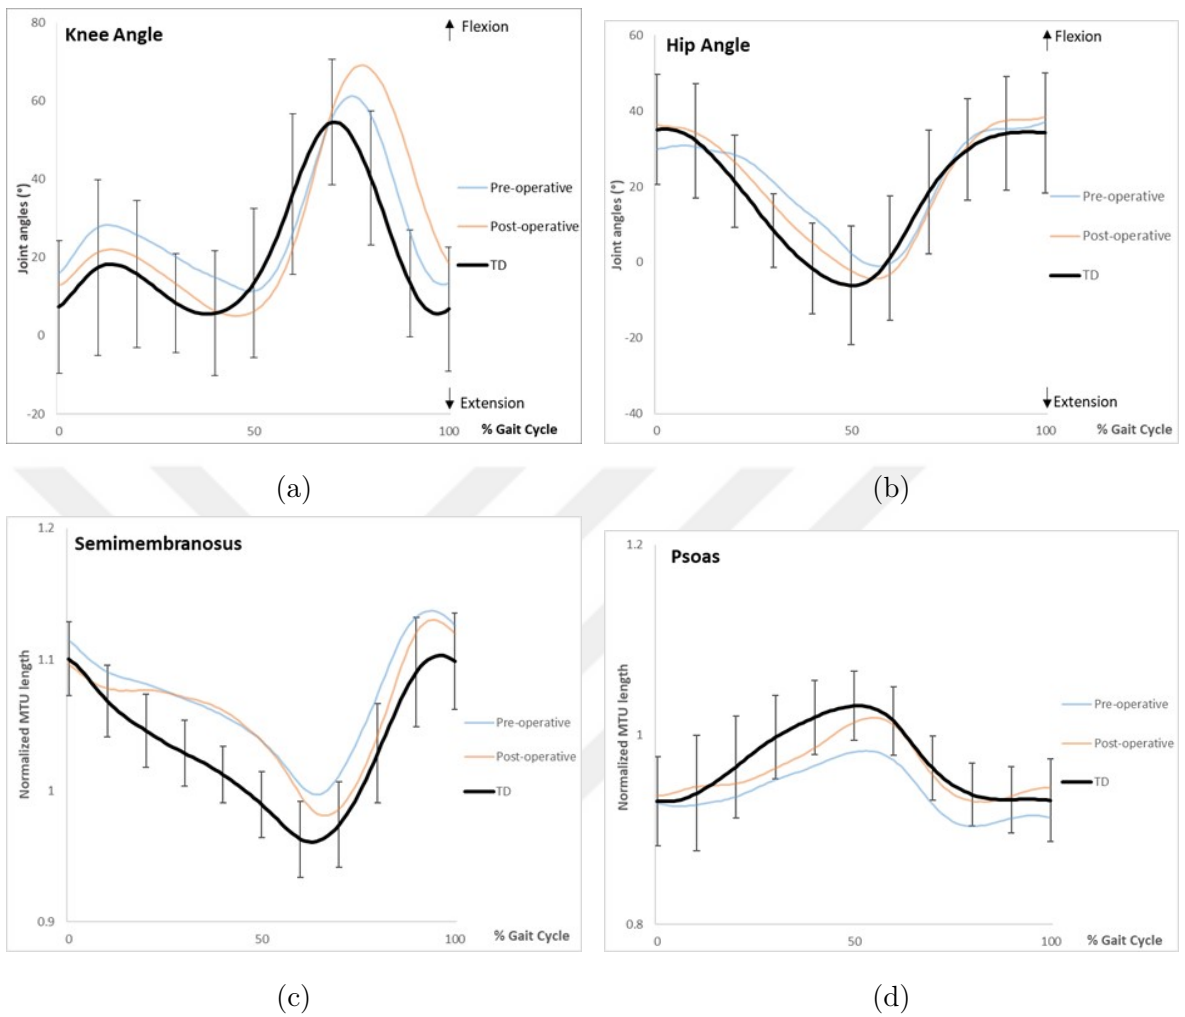 Knee Angle
Flexion
80
60
40
20
0
-20
Joint angles (°)
Pre-operative
Post-operative
TD
Extension
0
50
100
% Gait Cycle
(a)
Hip Angle
Flexion
60
40
20
0
-20
-40
Joint angles (°)
Pre-operative
Post-operative
TD
Extension
0
50
100
% Gait Cycle
(b)
Semimembranosus
1.2
1.1
1
0.9
Normalized MTU length
Pre-operative
Post-operative
TD
0
50
100
% Gait Cycle
(c)
Psoas
1.2
1
0.8
Normalized MTU length
Pre-operative
Post-operative
TD
0
50
100
% Gait Cycle
(d)